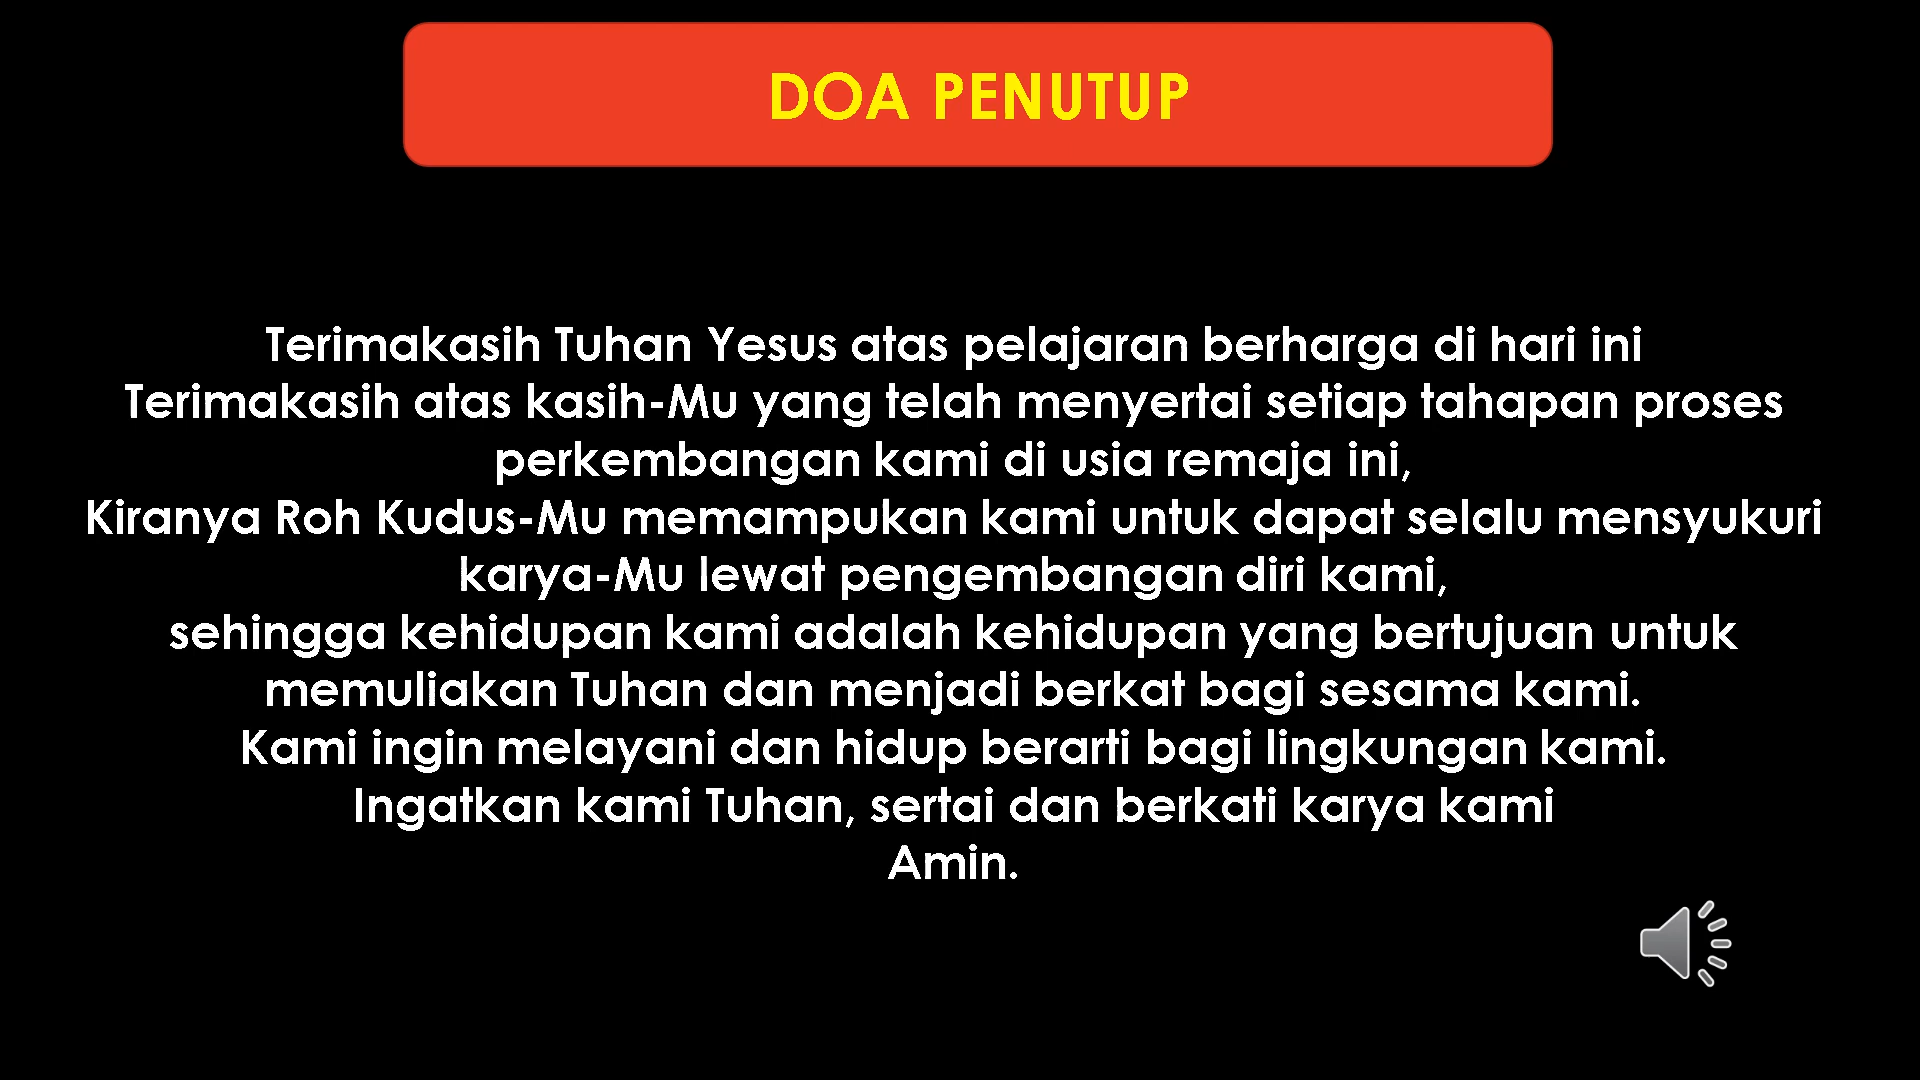 DOA PENUTUP
Terimakasih Tuhan Yesus atas pelajaran berharga di hari ini
Terimakasih atas kasih-Mu yang telah menyertai setiap tahapan proses
perkembangan kami di usia remaja ini,
Kiranya Roh Kudus-Mu memampukan kami untuk dapat selalu mensyukuri
karya-Mu lewat pengembangan diri kami,
sehingga kehidupan kami adalah kehidupan yang bertujuan untuk
memuliakan Tuhan dan menjadi berkat bagi sesama kami.
Kami ingin melayani dan hidup berarti bagi lingkungan kami.
Ingatkan kami Tuhan, sertai dan berkati karya kami
Amin.